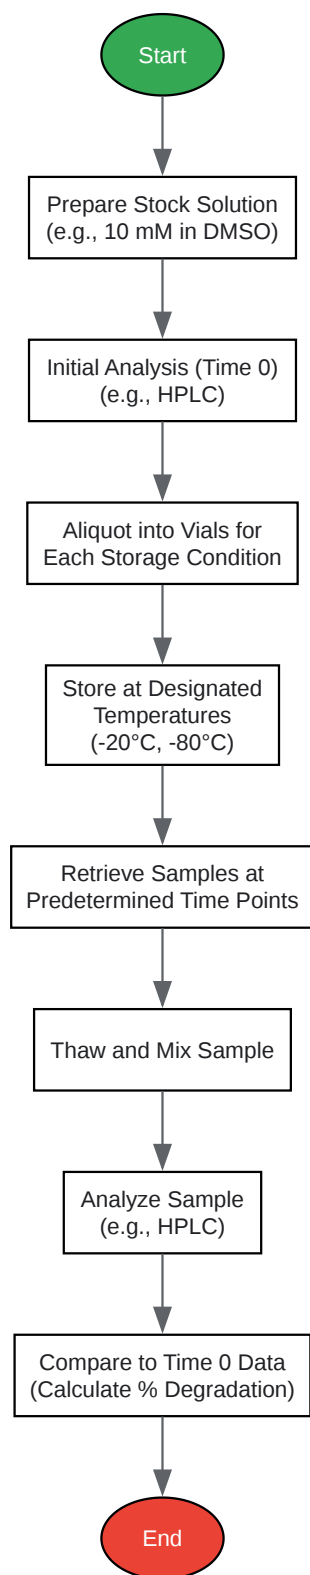 Start
Prepare Stock Solution
(e.g., 10 mM in DMSO)
Initial Analysis (Time 0)
(e.g., HPLC)
Aliquot into Vials for
Each Storage Condition
Store at Designated
Temperatures
(-20°C, -80°C)
Retrieve Samples at
Predetermined Time Points
Thaw and Mix Sample
Analyze Sample
(e.g., HPLC)
Compare to Time 0 Data
(Calculate % Degradation)
End